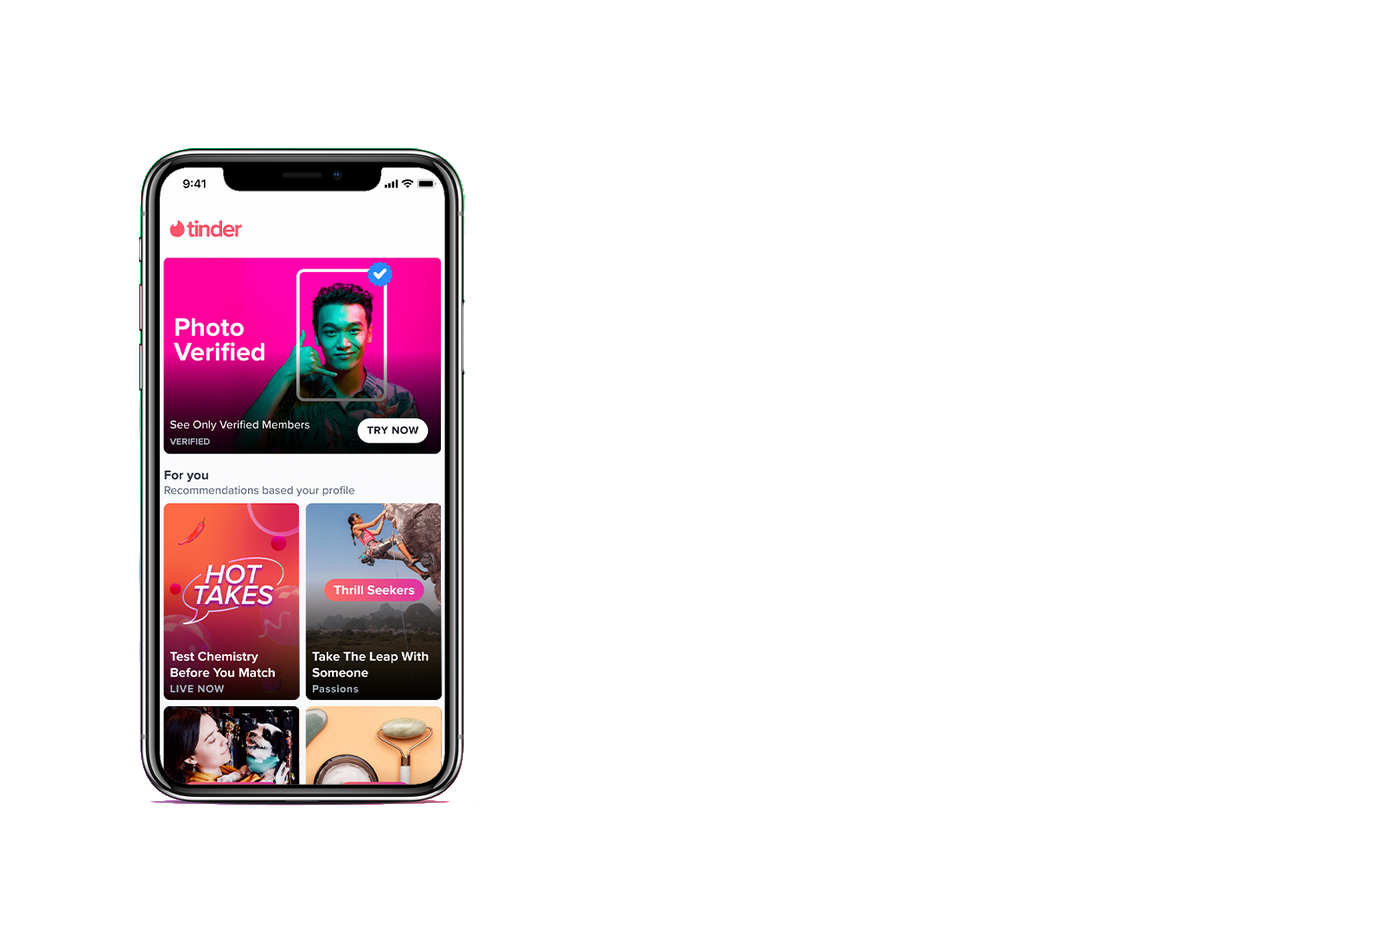 9:41
tinder
Photo
Verified
See Only Verified Members
VERIFIED
TRY NOW
For you
Recommendations based your profile
HOT
TAKES
Test Chemistry
Before You Match
LIVE NOW
Thrill Seekers
Take The Leap With
Someone
Passions